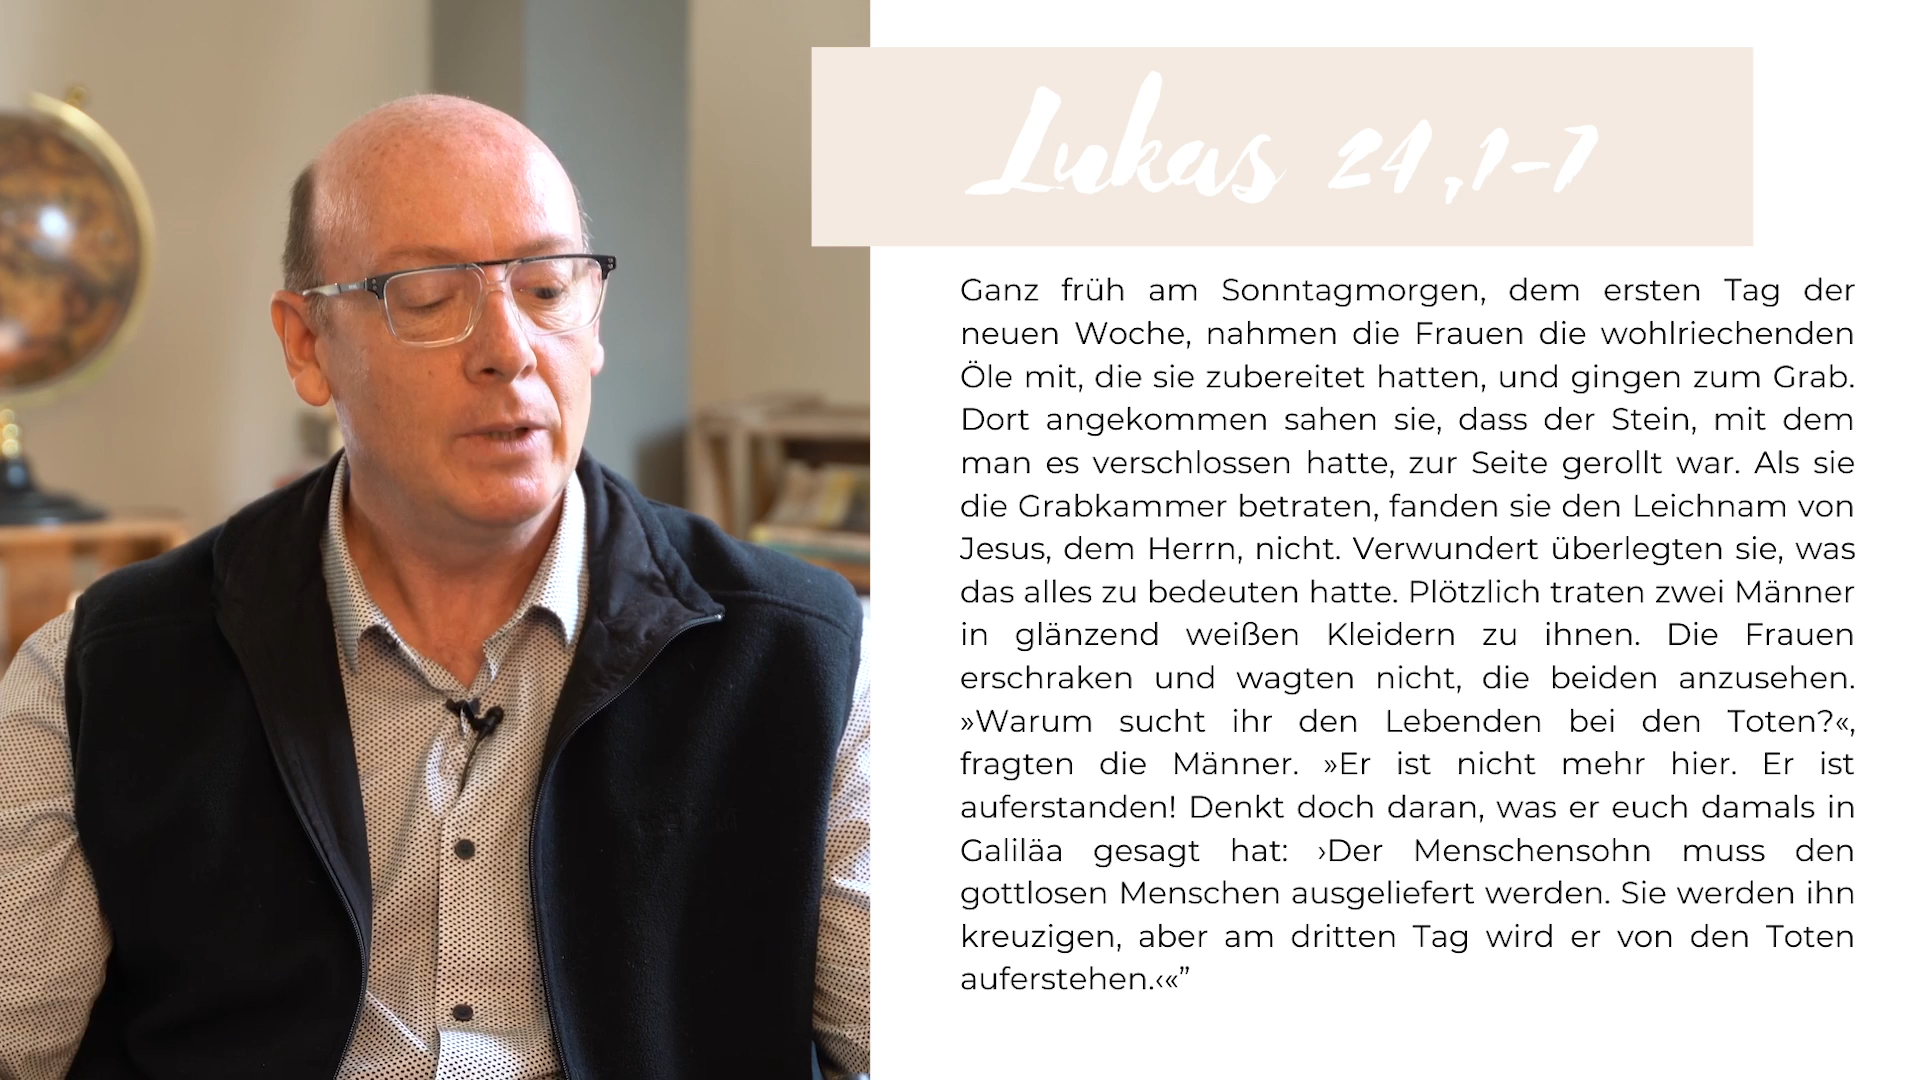 Lukas 24,1-7
Ganz früh am Sonntagmorgen, dem ersten Tag der
neuen Woche, nahmen die Frauen die wohlriechenden
Öle mit, die sie zubereitet hatten, und gingen zum Grab.
Dort angekommen sahen sie, dass der Stein, mit dem
man es verschlossen hatte, zur Seite gerollt war. Als sie
die Grabkammer betraten, fanden sie den Leichnam von
Jesus, dem Herrn, nicht. Verwundert überlegten sie, was
das alles zu bedeuten hatte. Plötzlich traten zwei Männer
in glänzend weißen Kleidern zu ihnen. Die Frauen
erschraken und wagten nicht, die beiden anzusehen.
»Warum sucht ihr den Lebenden bei den Toten?«,
fragten die Männer. »Er ist nicht mehr hier. Er ist
auferstanden! Denkt doch daran, was er euch damals in
Galiläa gesagt hat: ›Der Menschensohn muss den
gottlosen Menschen ausgeliefert werden. Sie werden ihn
kreuzigen, aber am dritten Tag wird er von den Toten
auferstehen.‹«”